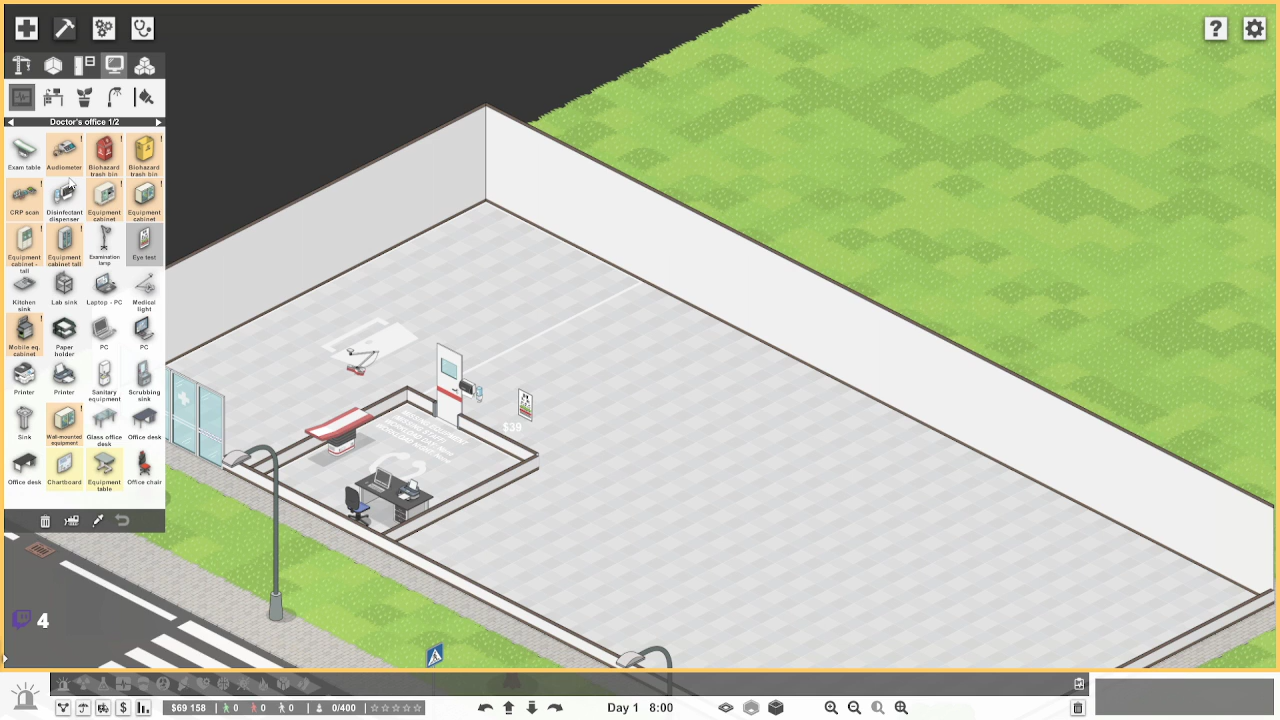 Doctor's office 1/2
Exam table
Audiometer
Biohazard trash bin
Biohazard trash bin
CRP scan
Disinfectant dispenser
Equipment cabinet
Equipment cabinet
Equipment cabinet - tall
Equipment cabinet tall
Examination lamp
Eye test
Kitchen sink
Lab sink
Laptop - PC
Medical light
Mobile eq. cabinet
Paper holder
PC
PC
Printer
Printer
Sanitary equipment
Scrubbing sink
Sink
Wall-mounted equipment
Glass office desk
Office desk
Office desk
Chartboard
Equipment table
Office chair
$39
4
$69 158
0
0
0
0/400
Day 1 8:00
?